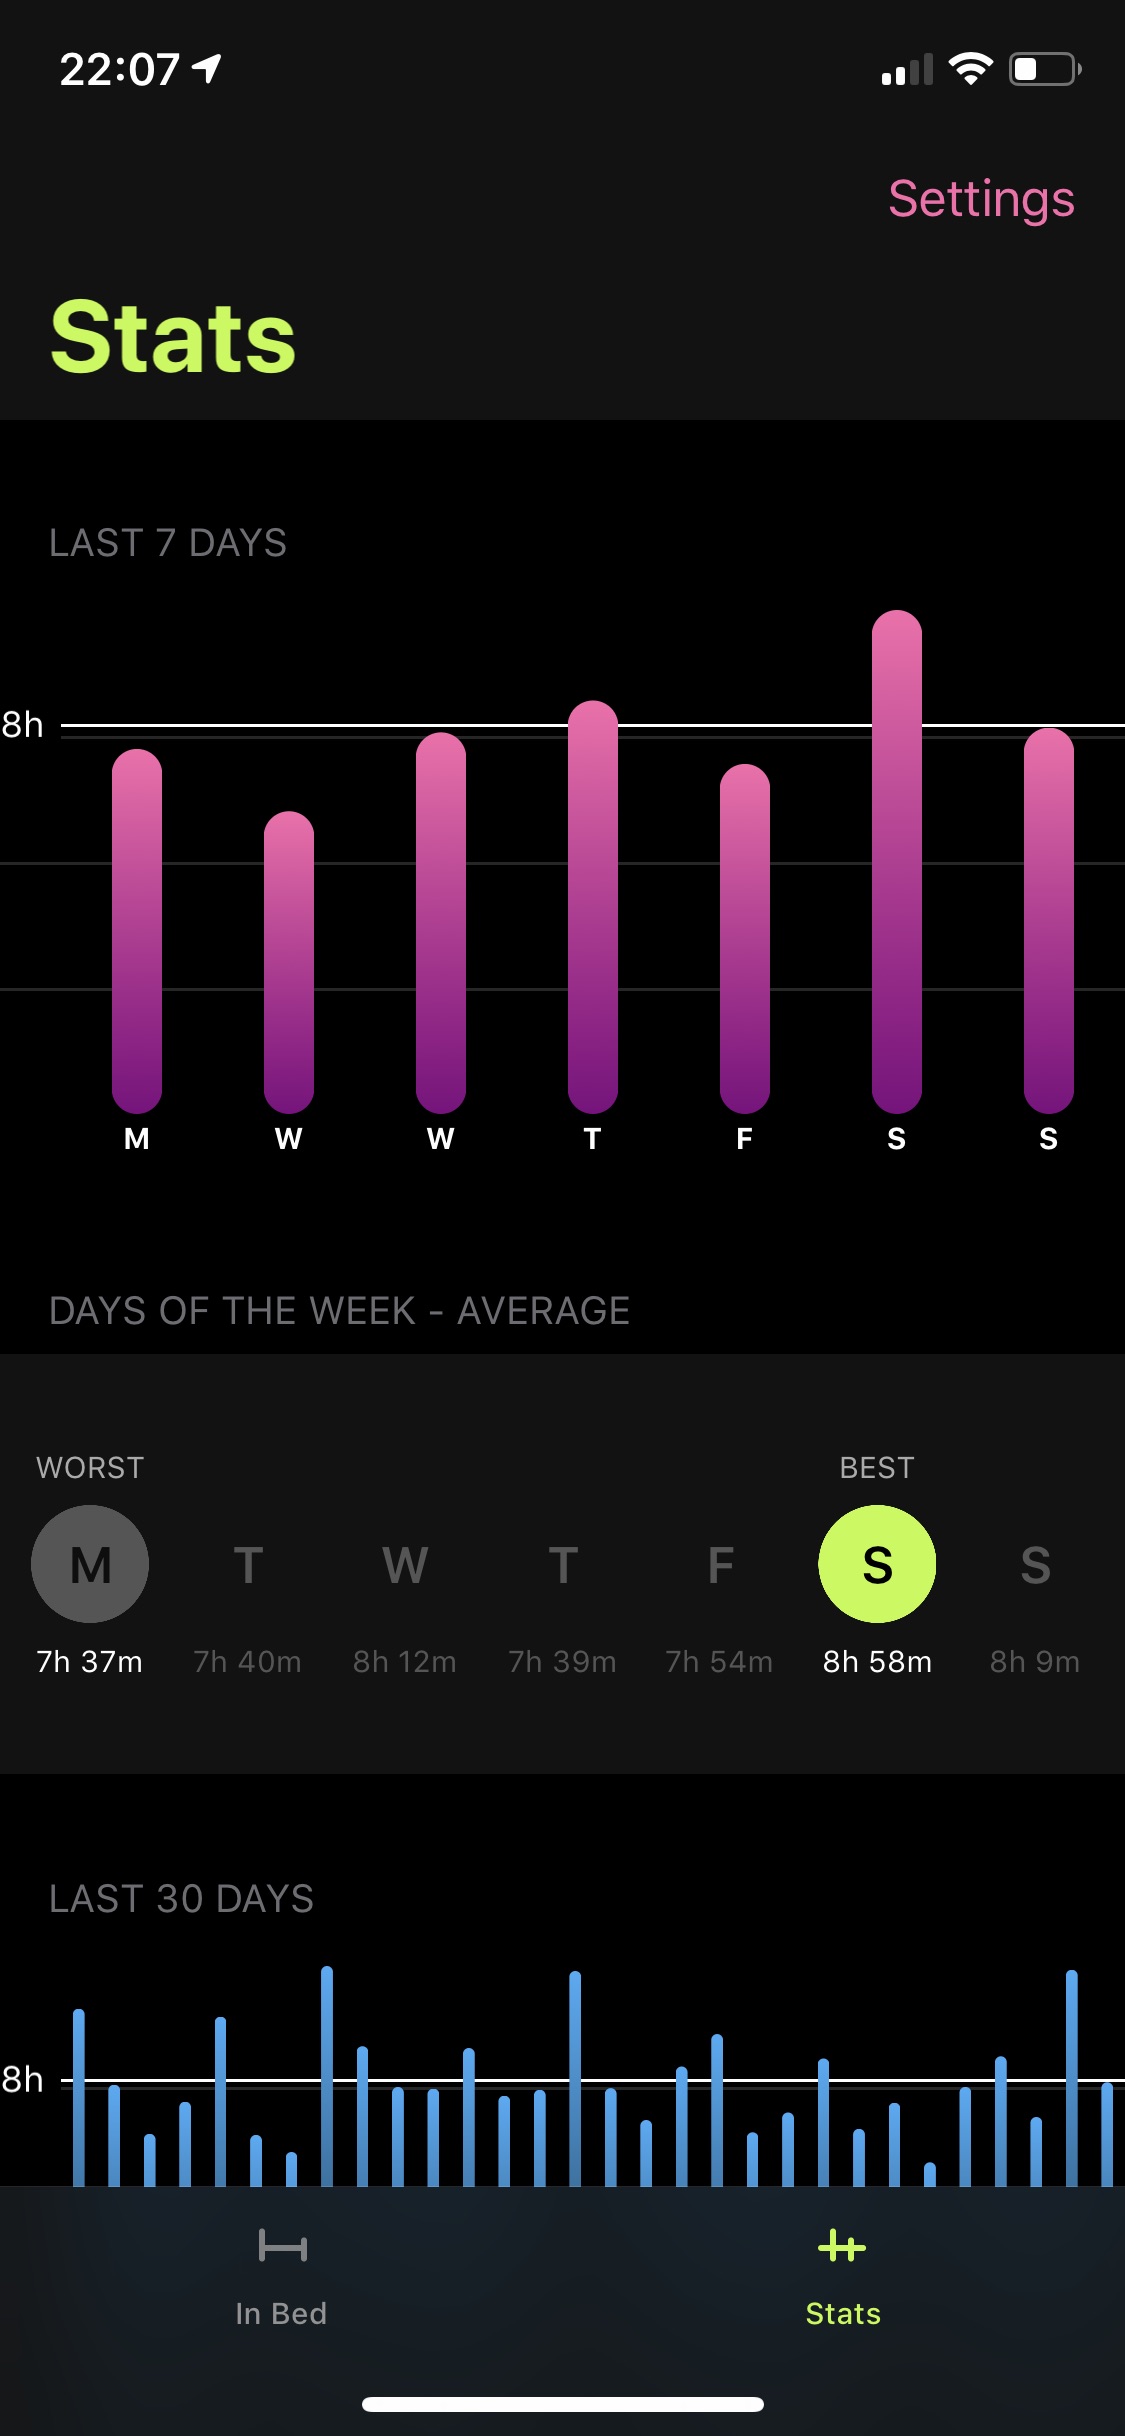 22:07
Settings
Stats
LAST 7 DAYS
8h
M W W T F S S
DAYS OF THE WEEK - AVERAGE
WORST BEST
M T W T F S S
7h 37m 7h 40m 8h 12m 7h 39m 7h 54m 8h 58m 8h 9m
LAST 30 DAYS
8h
In Bed Stats